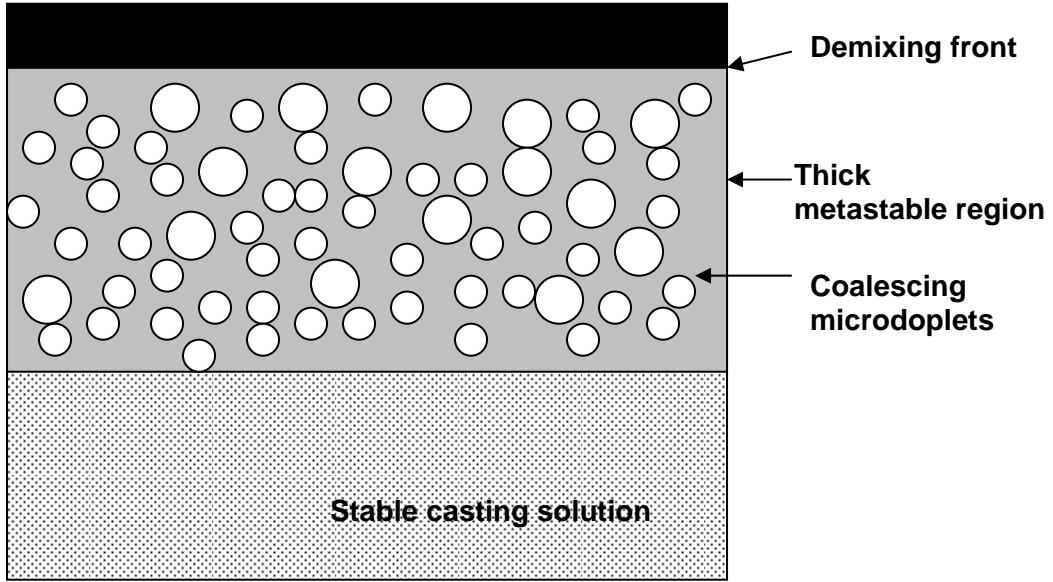 Demixing front
Thick
metastable region
Coalescing
microdoplets
Stable casting solution